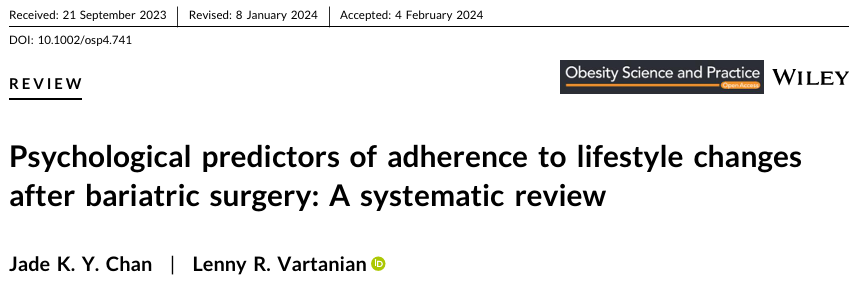 Received: 21 September 2023 | Revised: 8 January 2024 | Accepted: 4 February 2024
DOI: 10.1002/osp4.741
REVIEW
Obesity Science and Practice
Open Access
WILEY
Psychological predictors of adherence to lifestyle changes
after bariatric surgery: A systematic review
Jade K. Y. Chan | Lenny R. Vartanian iD